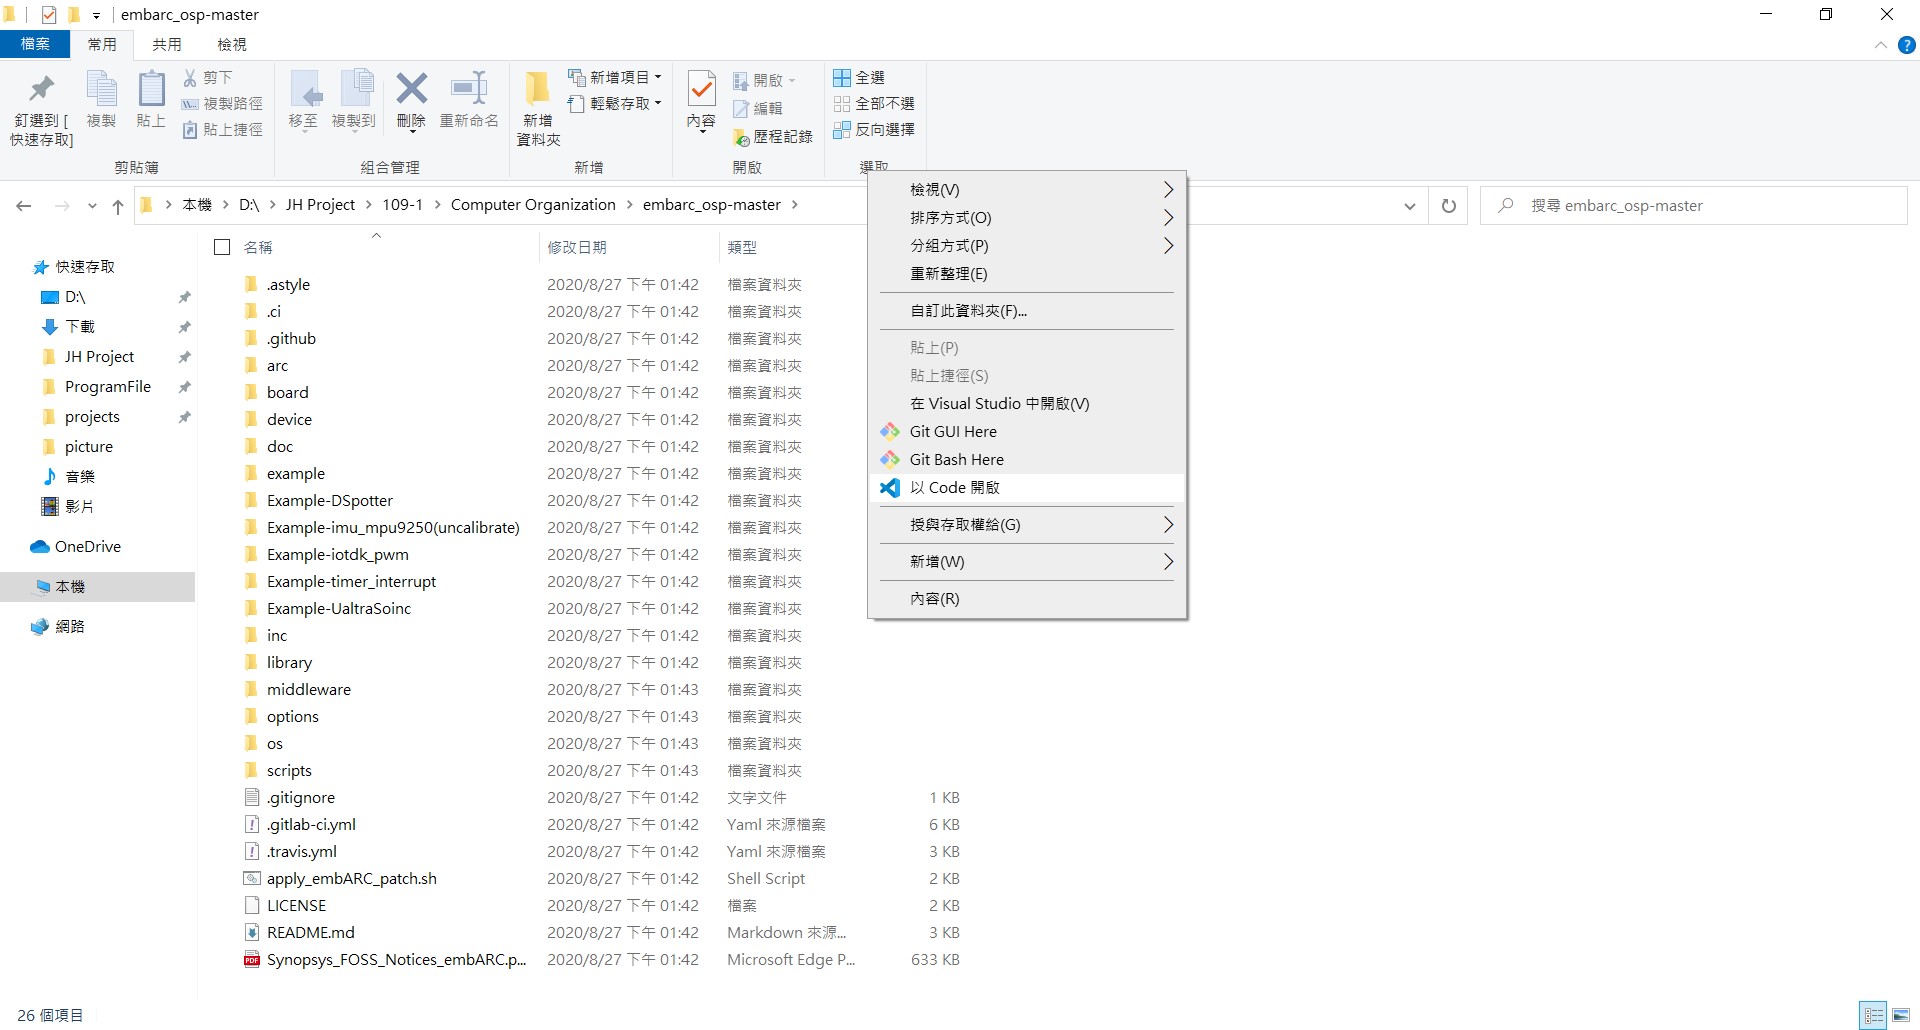 embarc_osp-master
檔案 常用 共用 檢視
釘選到 [
快速存取]
複製
貼上
剪下
複製路徑
貼上捷徑
剪貼簿
移至
複製到
刪除
重新命名
組合管理
新增
資料夾
新增項目
輕鬆存取
新增
內容
開啟
編輯
歷程記錄
開啟
全選
全部不選
反向選擇
選取
本機 D:\ JH Project 109-1 Computer Organization embarc_osp-master
搜尋 embarc_osp-master
快速存取
D:\
下載
JH Project
ProgramFile
projects
picture
音樂
影片
OneDrive
本機
網路
名稱 修改日期 類型
.astyle 2020/8/27 下午 01:42 檔案資料夾
.ci 2020/8/27 下午 01:42 檔案資料夾
.github 2020/8/27 下午 01:42 檔案資料夾
arc 2020/8/27 下午 01:42 檔案資料夾
board 2020/8/27 下午 01:42 檔案資料夾
device 2020/8/27 下午 01:42 檔案資料夾
doc 2020/8/27 下午 01:42 檔案資料夾
example 2020/8/27 下午 01:42 檔案資料夾
Example-DSpotter 2020/8/27 下午 01:42 檔案資料夾
Example-imu_mpu9250(uncalibrate) 2020/8/27 下午 01:42 檔案資料夾
Example-iotdk_pwm 2020/8/27 下午 01:42 檔案資料夾
Example-timer_interrupt 2020/8/27 下午 01:42 檔案資料夾
Example-UaltraSoinc 2020/8/27 下午 01:42 檔案資料夾
inc 2020/8/27 下午 01:42 檔案資料夾
library 2020/8/27 下午 01:42 檔案資料夾
middleware 2020/8/27 下午 01:43 檔案資料夾
options 2020/8/27 下午 01:43 檔案資料夾
os 2020/8/27 下午 01:43 檔案資料夾
scripts 2020/8/27 下午 01:43 檔案資料夾
.gitignore 2020/8/27 下午 01:42 文字文件 1 KB
.gitlab-ci.yml 2020/8/27 下午 01:42 Yaml 來源檔案 6 KB
.travis.yml 2020/8/27 下午 01:42 Yaml 來源檔案 3 KB
apply_embARC_patch.sh 2020/8/27 下午 01:42 Shell Script 2 KB
LICENSE 2020/8/27 下午 01:42 檔案 2 KB
README.md 2020/8/27 下午 01:42 Markdown 來源... 3 KB
Synopsys_FOSS_Notices_embARC.p... 2020/8/27 下午 01:42 Microsoft Edge P... 633 KB
檢視(V)
排序方式(O)
分組方式(P)
重新整理(E)
自訂此資料夾(F)...
貼上(P)
貼上捷徑(S)
在 Visual Studio 中開啟(V)
Git GUI Here
Git Bash Here
以 Code 開啟
授與存取權給(G)
新增(W)
內容(R)
26 個項目